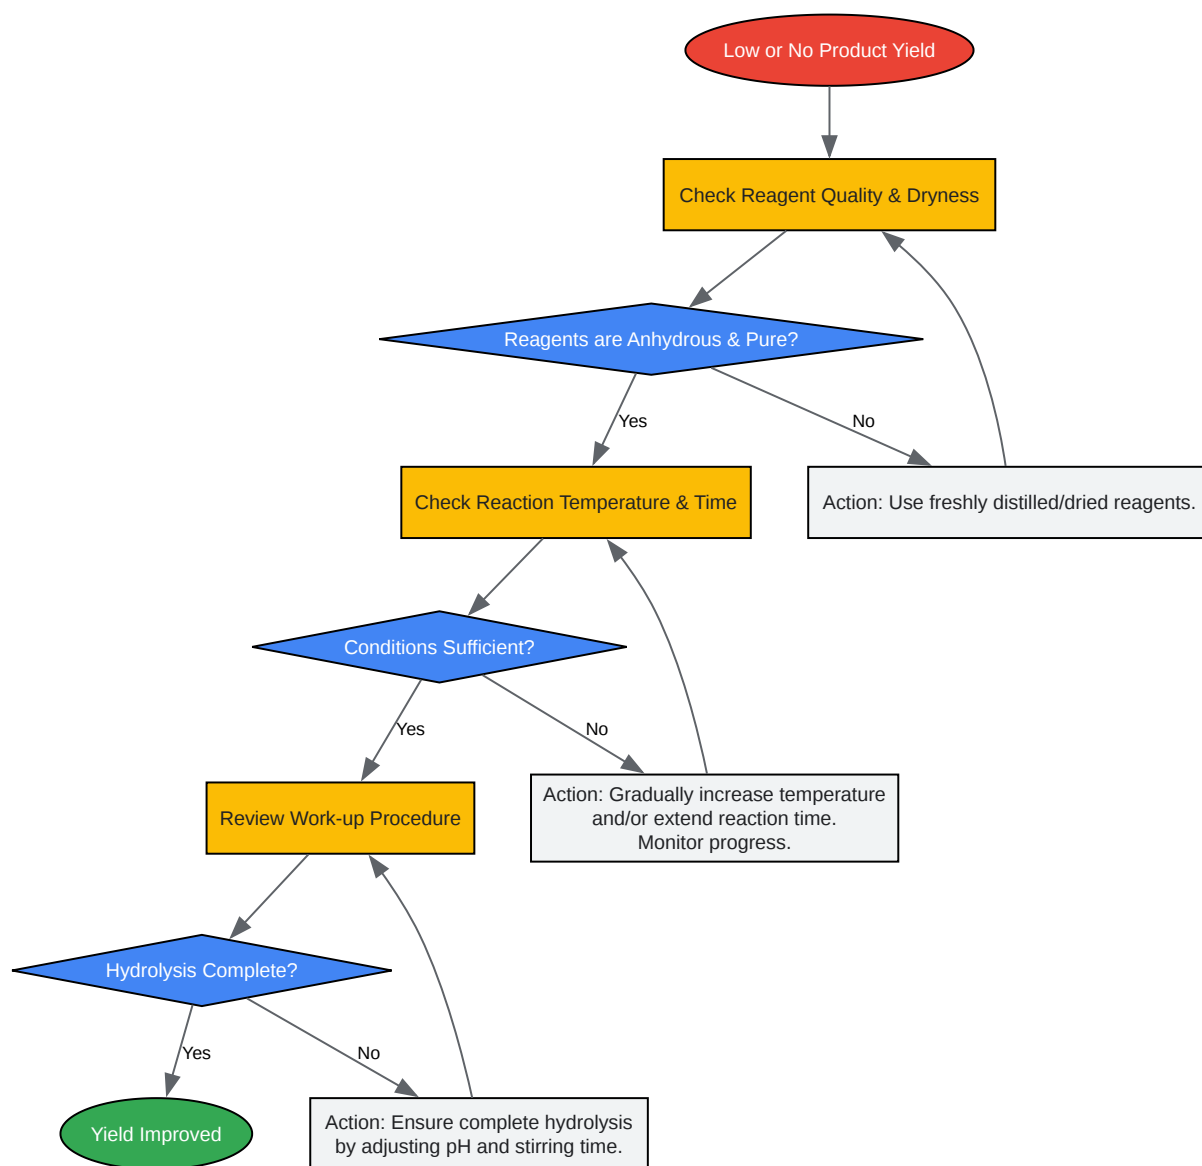 Low or No Product Yield
Check Reagent Quality & Dryness
Reagents are Anhydrous & Pure?
Yes
No
Check Reaction Temperature & Time
Action: Use freshly distilled/dried reagents.
Conditions Sufficient?
Yes
No
Review Work-up Procedure
Action: Gradually increase temperature
and/or extend reaction time.
Monitor progress.
Hydrolysis Complete?
Yes
No
Yield Improved
Action: Ensure complete hydrolysis
by adjusting pH and stirring time.